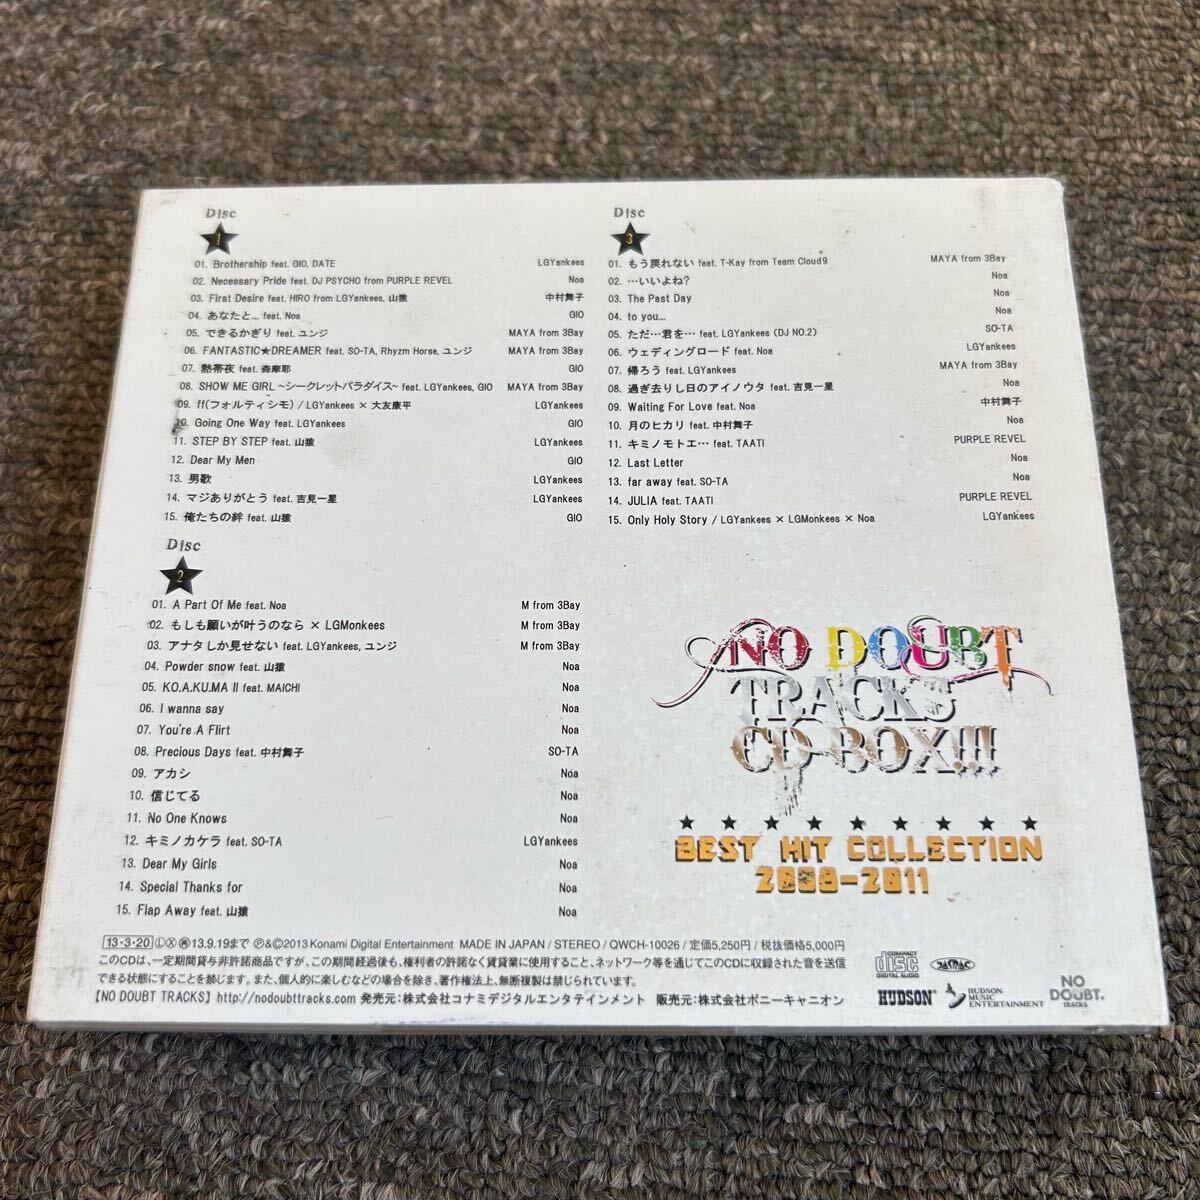 Disc
1
01. Brothership feat. GIO, DATE LGYankees
02. Necessary Pride feat. DJ PSYCHO from PURPLE REVEL Noa
03. First Desire feat. HIRO from LGYankees, 山猿 中村舞子
04. あなたと... feat. Noa GIO
05. できるかぎり feat. ユンジ MAYA from 3Bay
06. FANTASTIC★DREAMER feat. SO-TA, Rhyzm Horse, ユンジ MAYA from 3Bay
07. 熱帯夜 feat. 森摩耶 GIO
08. SHOW ME GIRL ~シークレットパラダイス~ feat. LGYankees, GIO MAYA from 3Bay
09. ff(フォルティシモ) / LGYankees × 大友康平 LGYankees
10. Going One Way feat. LGYankees GIO
11. STEP BY STEP feat. 山猿 LGYankees
12. Dear My Men GIO
13. 男歌 LGYankees
14. マジありがとう feat. 吉見一星 LGYankees
15. 俺たちの絆 feat. 山猿 GIO
Disc
2
01. A Part Of Me feat. Noa M from 3Bay
02. もしも願いが叶うのなら × LGMonkees M from 3Bay
03. アナタしか見せない feat. LGYankees, ユンジ M from 3Bay
04. Powder snow feat. 山猿 Noa
05. KO.A.KU.MA II feat. MAICHI Noa
06. I wanna say Noa
07. You're A Flirt Noa
08. Precious Days feat. 中村舞子 SO-TA
09. アカシ Noa
10. 信じてる Noa
11. No One Knows Noa
12. キミノカケラ feat. SO-TA LGYankees
13. Dear My Girls Noa
14. Special Thanks for Noa
15. Flap Away feat. 山猿 Noa
Disc
3
01. もう戻れない feat. T-Kay from Team Cloud9 MAYA from 3Bay
02. …いいよね? Noa
03. The Past Day Noa
04. to you... Noa
05. ただ…君を… feat. LGYankees (DJ NO.2) SO-TA
06. ウェディングロード feat. Noa LGYankees
07. 帰ろう feat. LGYankees MAYA from 3Bay
08. 過ぎ去りし日のアイノウタ feat. 吉見一星 Noa
09. Waiting For Love feat. Noa 中村舞子
10. 月のヒカリ feat. 中村舞子 Noa
11. キミノモトエ… feat. TAATI PURPLE REVEL
12. Last Letter Noa
13. far away feat. SO-TA Noa
14. JULIA feat. TAATI PURPLE REVEL
15. Only Holy Story / LGYankees × LGMonkees × Noa LGYankees
NO DOUBT
TRACKS
CD BOX!!!
★ ★ ★ ★ ★ ★ ★ ★ ★
BEST HIT COLLECTION
2008-2011
13・3・20 Ⓛ Ⓧ 13.9.19まで ℗&©2013 Konami Digital Entertainment MADE IN JAPAN / STEREO / QWCH-10026 / 定価5,250円 / 税抜価格5,000円
このCDは、一定期間貸与非許諾商品ですが、この期間経過後も、権利者の許諾なく賃貸業に使用すること、ネットワーク等を通じてこのCDに収録された音を送信
できる状態にすることを禁じます。また、個人的に楽しむなどの場合を除き、著作権法上、無断複製は禁じられています。
【NO DOUBT TRACKS】http://nodoubttracks.com 発売元:株式会社コナミデジタルエンタテインメント 販売元:株式会社ポニーキャニオン
COMPACT
disc
DIGITAL AUDIO
JASRAC
HUDSON
HUDSON
MUSIC
ENTERTAINMENT
NO
DOUBT.
TRACKS